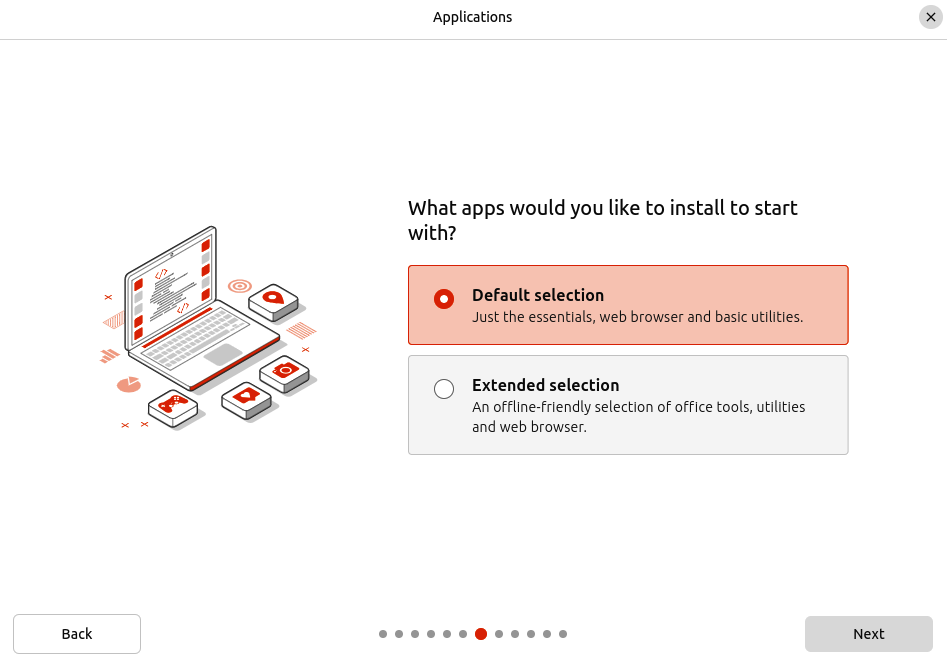 Applications
What apps would you like to install to start
with?
Default selection
Just the essentials, web browser and basic utilities.
Extended selection
An offline-friendly selection of office tools, utilities
and web browser.
Back
Next